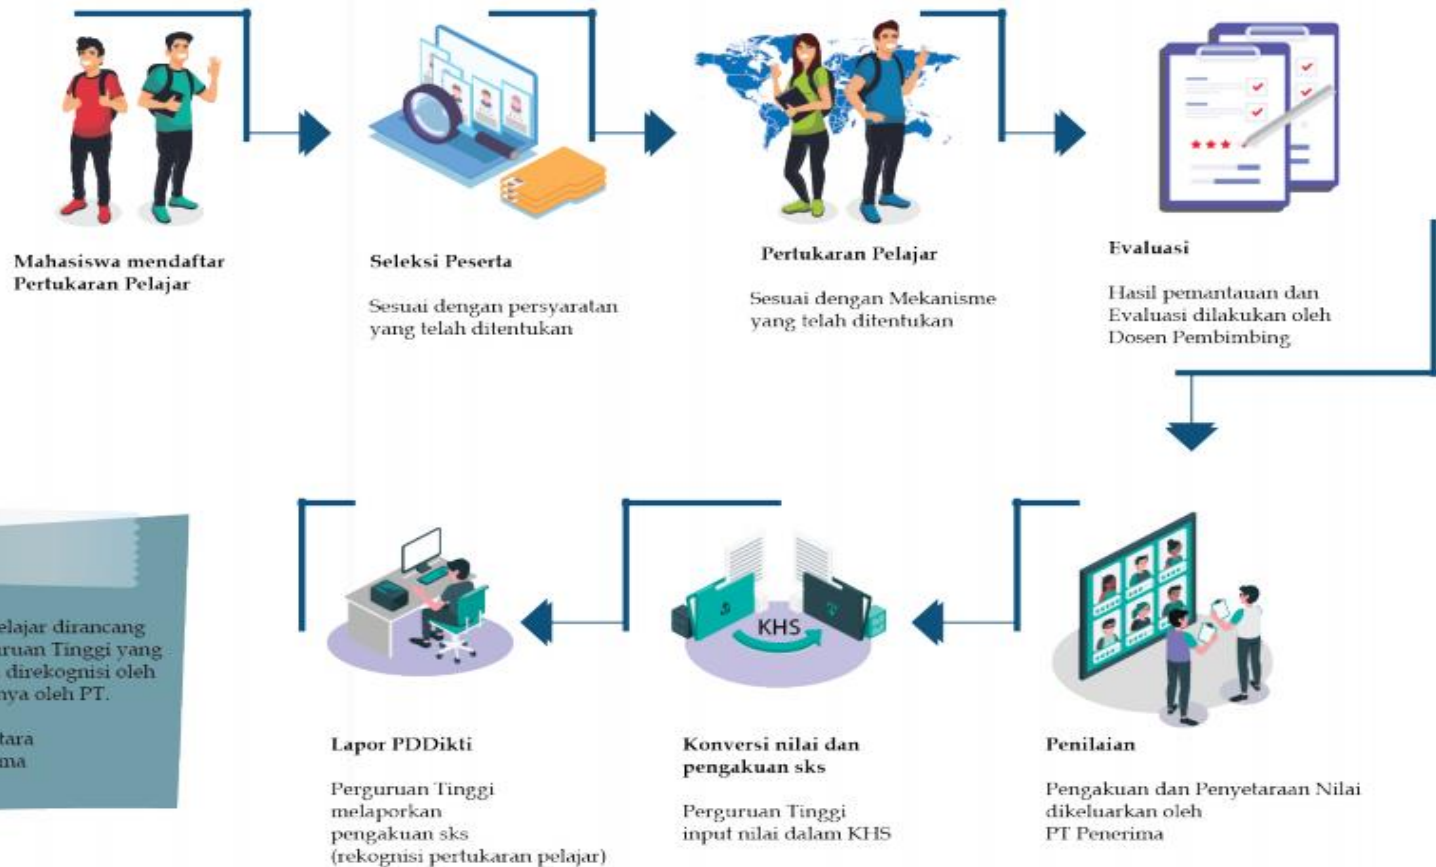 Mahasiswa mendaftar
Pertukaran Pelajar
Seleksi Peserta
Sesuai dengan persyaratan
yang telah ditentukan
Pertukaran Pelajar
Sesuai dengan Mekanisme
yang telah ditentukan
Evaluasi
Hasil pemantauan dan
Evaluasi dilakukan oleh
Dosen Pembimbing
Penilaian
Pengakuan dan Penyetaraan Nilai
dikeluarkan oleh
PT Penerima
KHS
Konversi nilai dan
pengakuan sks
Perguruan Tinggi
input nilai dalam KHS
Lapor PDDikti
Perguruan Tinggi
melaporkan
pengakuan sks
(rekognisi pertukaran pelajar)
elajar dirancang
uruan Tinggi yang
direkognisi oleh
nya oleh PT.
tara
ma